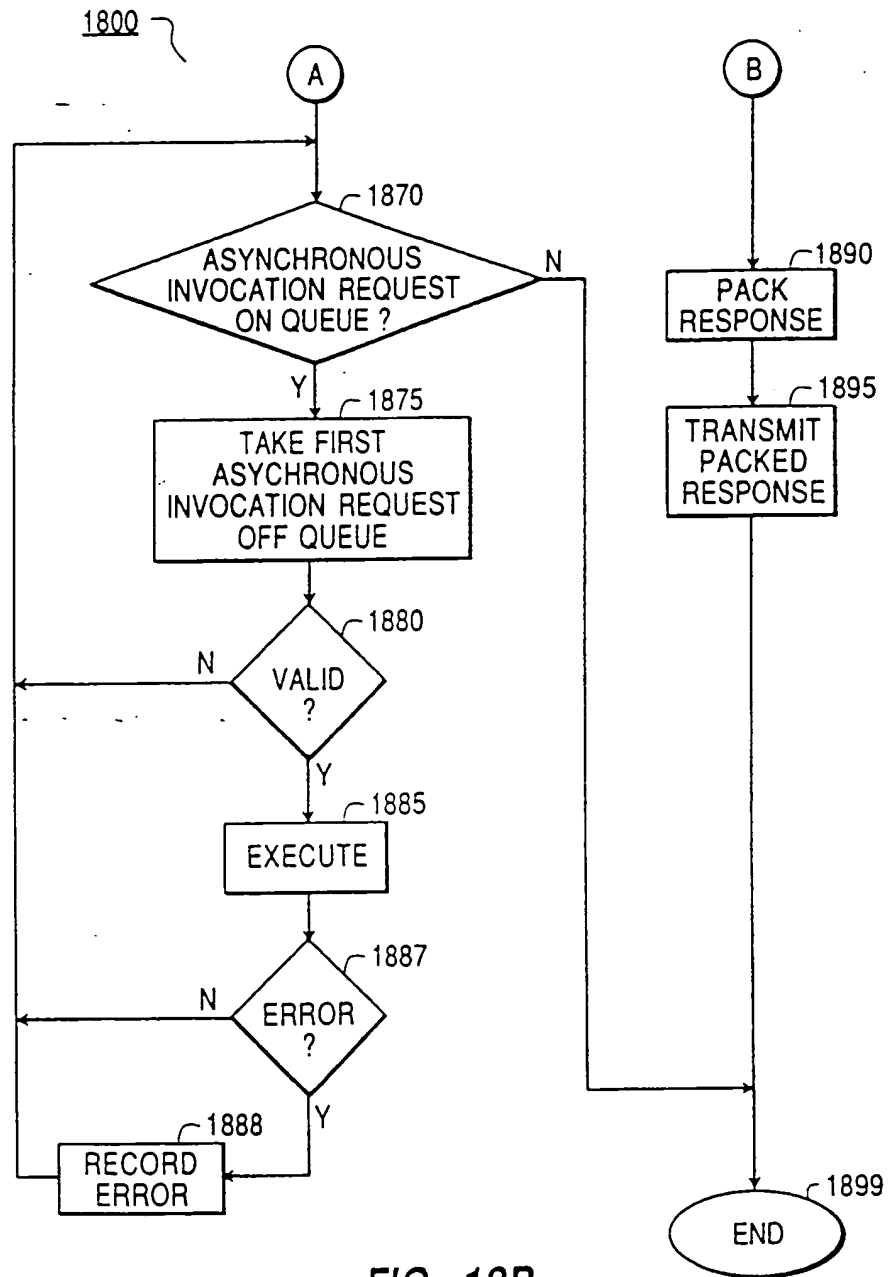 1800
A
B
1870
ASYNCHRONOUS
INVOCATION REQUEST
ON QUEUE ?
N
Y
1875
TAKE FIRST
ASYCHRONOUS
INVOCATION REQUEST
OFF QUEUE
1880
VALID
?
N
Y
1885
EXECUTE
1887
ERROR
?
N
Y
1888
RECORD
ERROR
1890
PACK
RESPONSE
1895
TRANSMIT
PACKED
RESPONSE
1899
END